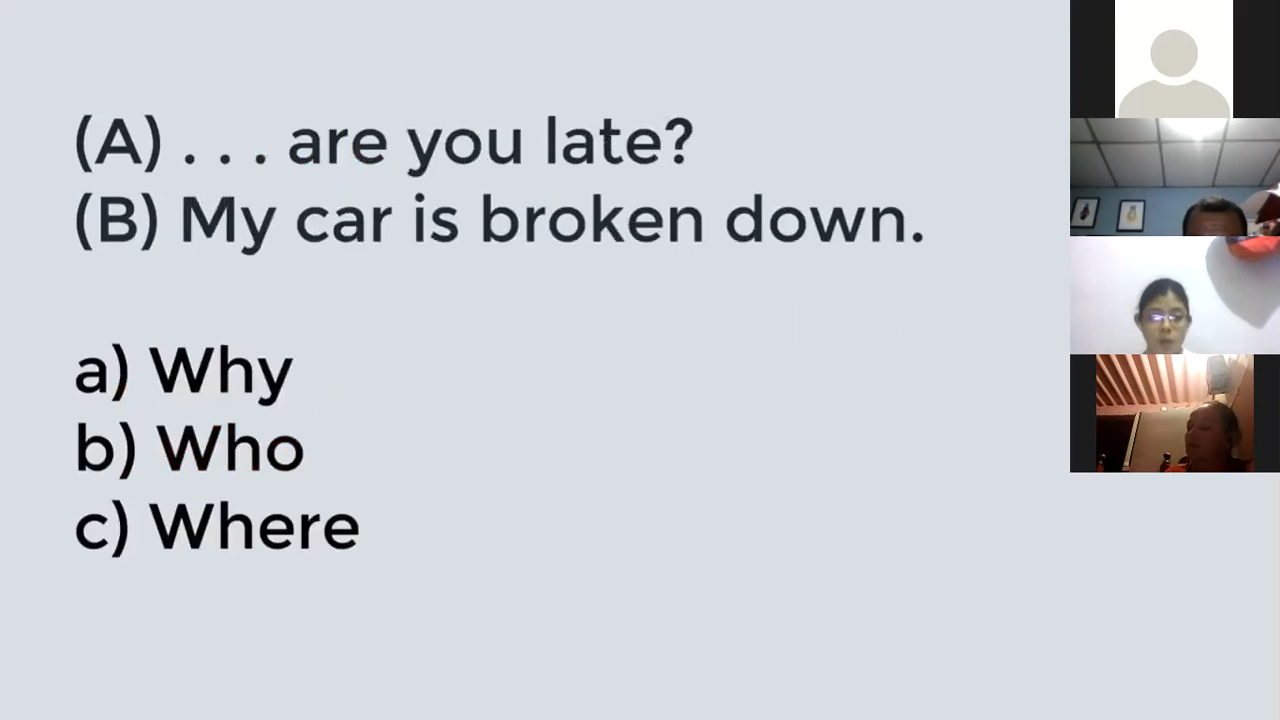 (A) . . . are you late?
(B) My car is broken down.
a) Why
b) Who
c) Where